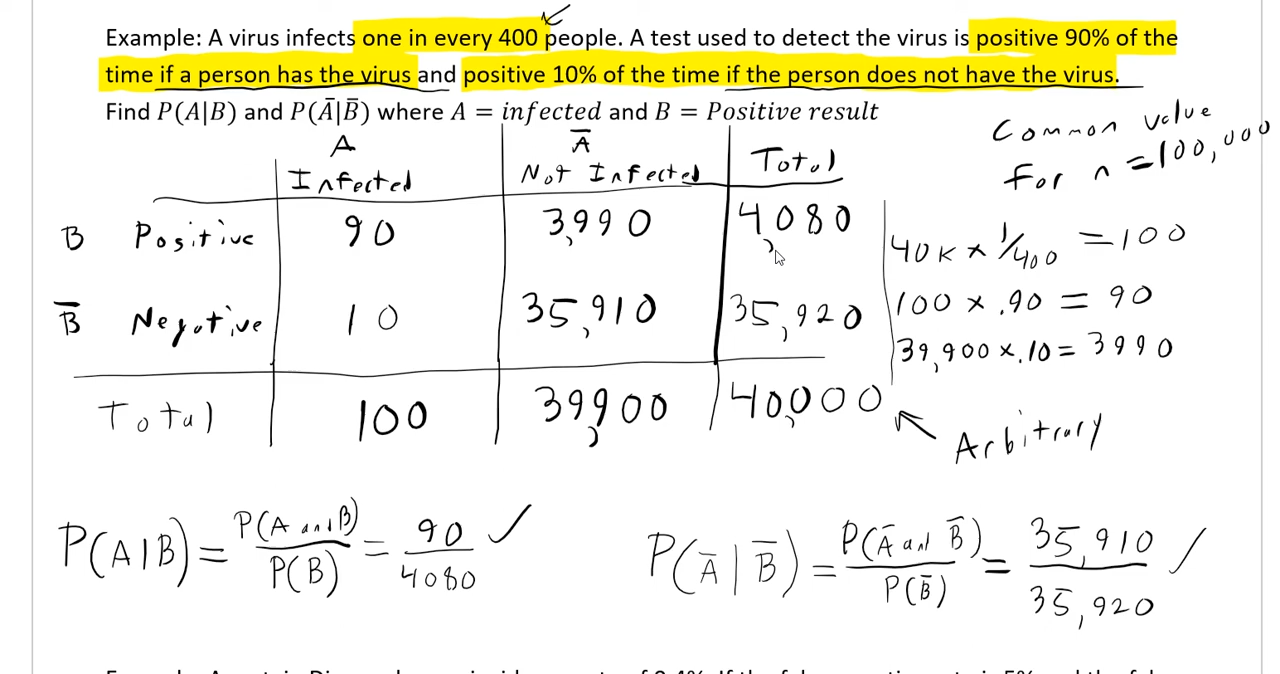 Example: A virus infects one in every 400 people. A test used to detect the virus is positive 90% of the
time if a person has the virus and positive 10% of the time if the person does not have the virus.
Find P(A|B) and P(Ā|B̄) where A = infected and B = Positive result
Common value
for n = 100,000
A Ā
Infected Not Infected Total
B Positive 90 3,990 4,080
B̄ Negative 10 35,910 35,920
Total 100 39,900 40,000
40K × 1/400 = 100
100 × .90 = 90
39,900 × .10 = 3990
Arbitrary
P(A|B) = P(A and B)/P(B) = 90/4080 ✓
P(Ā|B̄) = P(Ā and B̄)/P(B̄) = 35,910/35,920 ✓